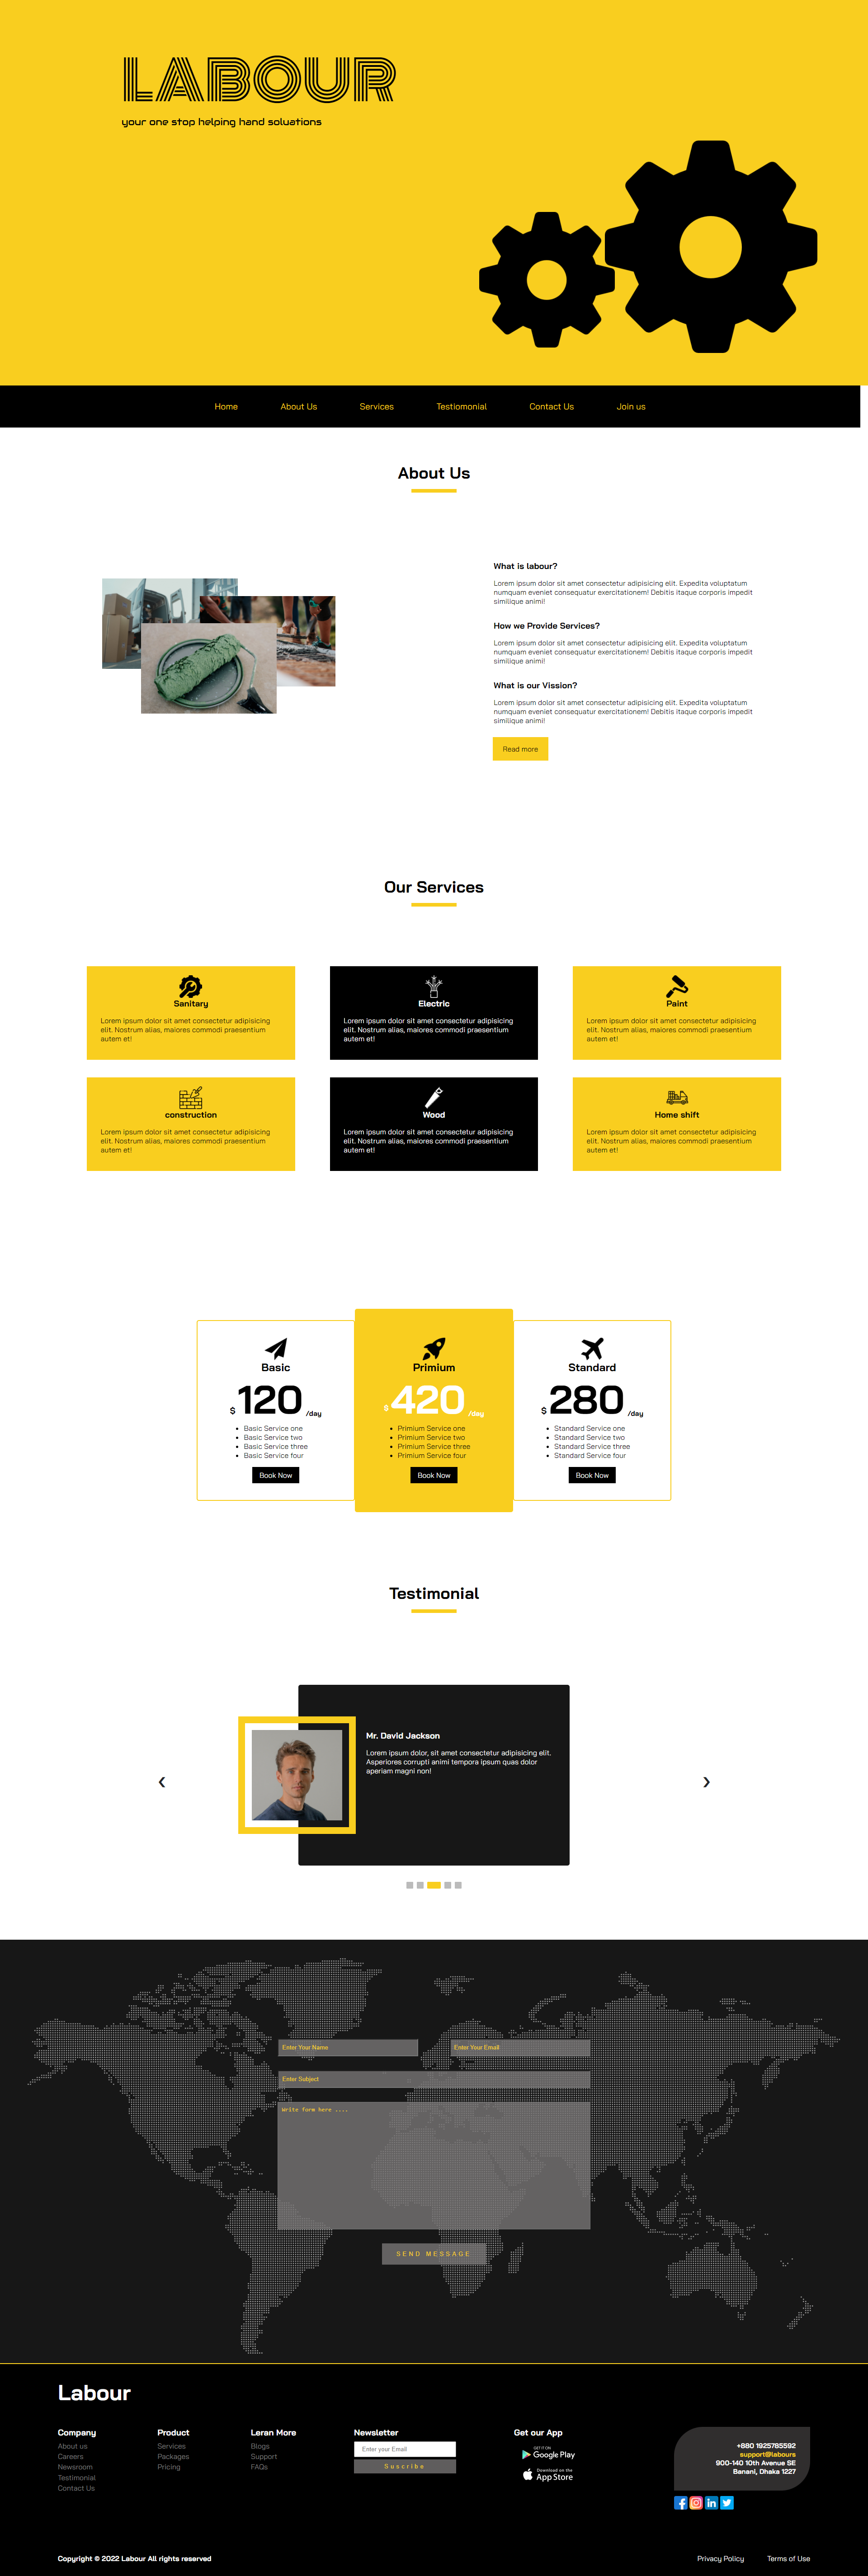 LABOUR
your one stop helping hand soluations
Home About Us Services Testiomonial Contact Us Join us
About Us
What is labour?
Lorem ipsum dolor sit amet consectetur adipisicing elit. Expedita voluptatum
numquam eveniet consequatur exercitationem! Debitis itaque corporis impedit
similique animi!
How we Provide Services?
Lorem ipsum dolor sit amet consectetur adipisicing elit. Expedita voluptatum
numquam eveniet consequatur exercitationem! Debitis itaque corporis impedit
similique animi!
What is our Vission?
Lorem ipsum dolor sit amet consectetur adipisicing elit. Expedita voluptatum
numquam eveniet consequatur exercitationem! Debitis itaque corporis impedit
similique animi!
Read more
Our Services
Sanitary
Lorem ipsum dolor sit amet consectetur adipisicing
elit. Nostrum alias, maiores commodi praesentium
autem et!
Electric
Lorem ipsum dolor sit amet consectetur adipisicing
elit. Nostrum alias, maiores commodi praesentium
autem et!
Paint
Lorem ipsum dolor sit amet consectetur adipisicing
elit. Nostrum alias, maiores commodi praesentium
autem et!
construction
Lorem ipsum dolor sit amet consectetur adipisicing
elit. Nostrum alias, maiores commodi praesentium
autem et!
Wood
Lorem ipsum dolor sit amet consectetur adipisicing
elit. Nostrum alias, maiores commodi praesentium
autem et!
Home shift
Lorem ipsum dolor sit amet consectetur adipisicing
elit. Nostrum alias, maiores commodi praesentium
autem et!
Basic
$120 /day
• Basic Service one
• Basic Service two
• Basic Service three
• Basic Service four
Book Now
Primium
$420 /day
• Primium Service one
• Primium Service two
• Primium Service three
• Primium Service four
Book Now
Standard
$280 /day
• Standard Service one
• Standard Service two
• Standard Service three
• Standard Service four
Book Now
Testimonial
Mr. David Jackson
Lorem ipsum dolor, sit amet consectetur adipisicing elit.
Asperiores corrupti animi tempora ipsum quas dolor
aperiam magni non!
Enter Your Name
Enter Your Email
Enter Subject
Write form here ....
SEND MESSAGE
Labour
Company
About us
Careers
Newsroom
Testimonial
Contact Us
Product
Services
Packages
Pricing
Leran More
Blogs
Support
FAQs
Newsletter
Enter your Email
Suscribe
Get our App
GET IT ON
Google Play
Download on the
App Store
+880 1925785592
support@labours
900-140 10th Avenue SE
Banani, Dhaka 1227
Copyright © 2022 Labour All rights reserved
Privacy Policy Terms of Use